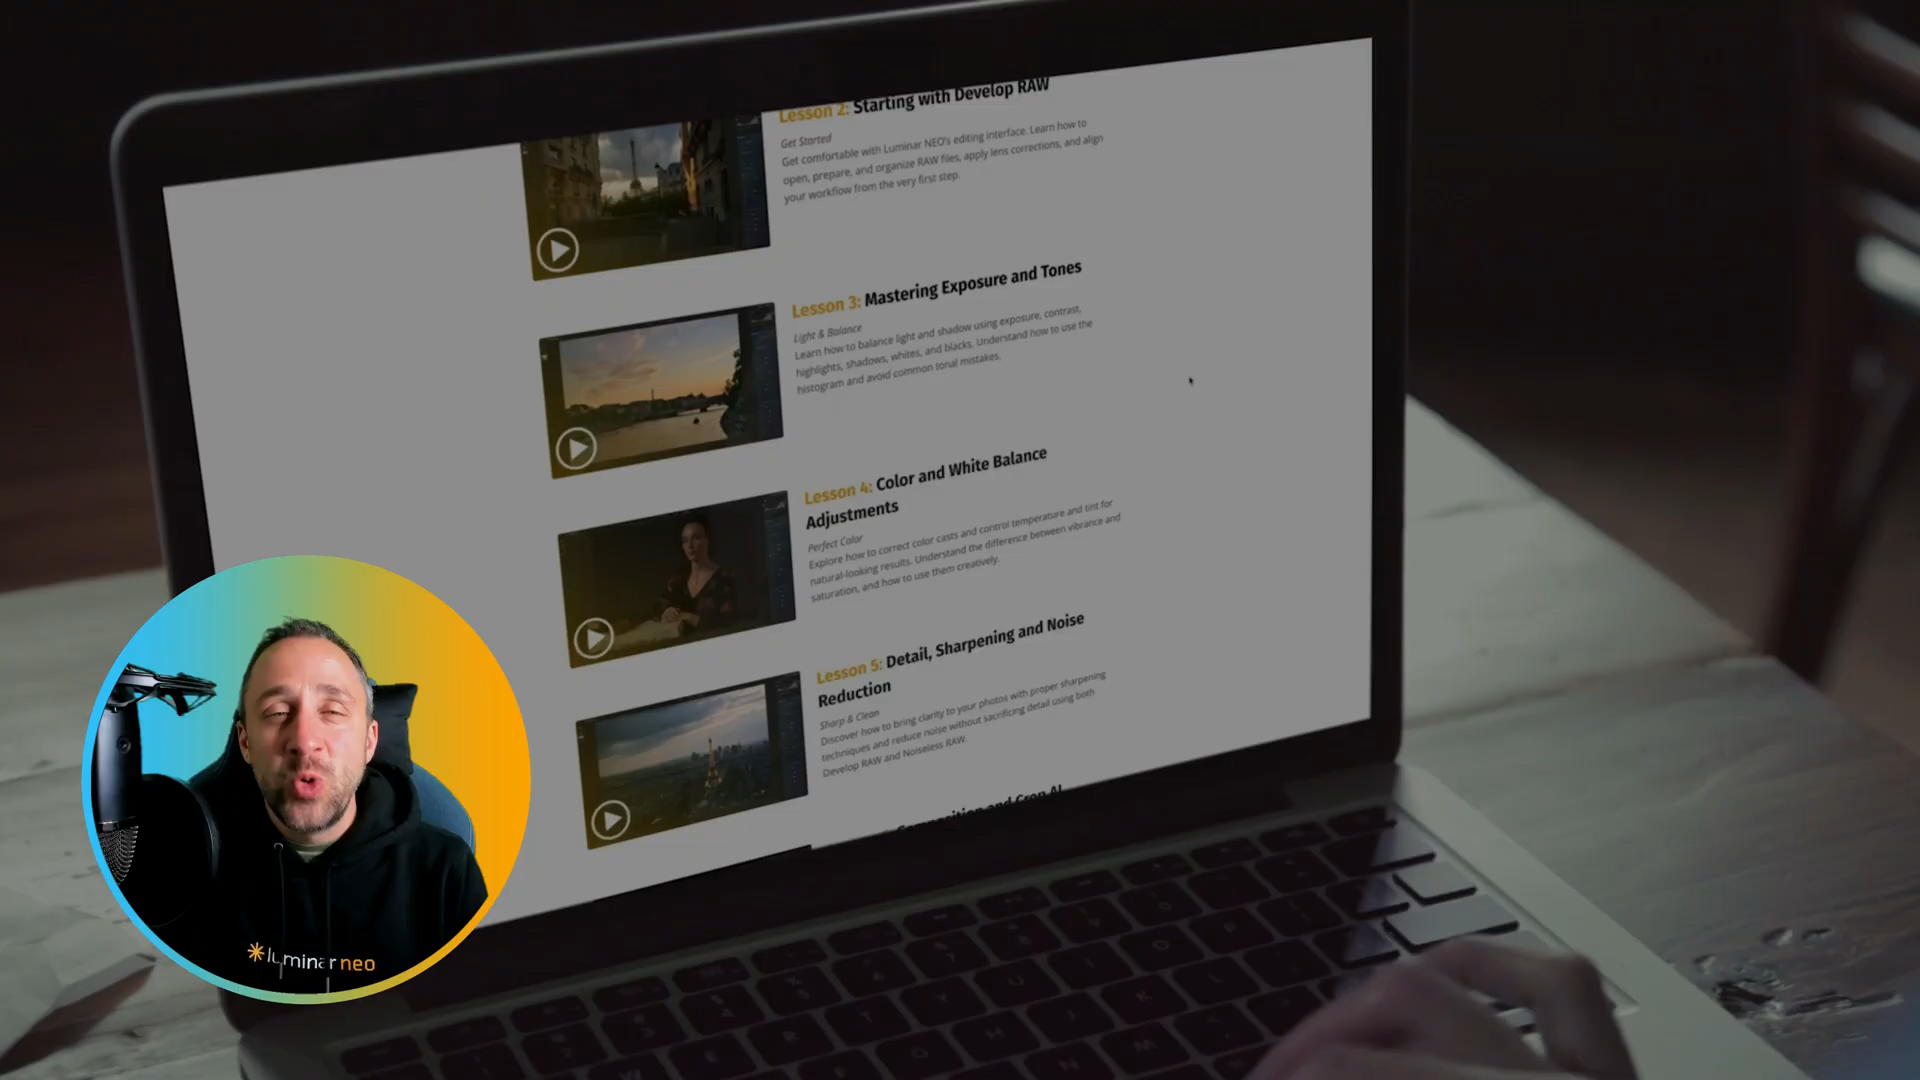 Lesson 2: Starting with Develop RAW
Get Started
Get comfortable with Luminar NEO's editing interface. Learn how to
open, prepare, and organize RAW files, apply lens corrections, and align
your workflow from the very first step.
Lesson 3: Mastering Exposure and Tones
Light & Balance
Learn how to balance light and shadow using exposure, contrast,
highlights, shadows, whites, and blacks. Understand how to use the
histogram and avoid common tonal mistakes.
Lesson 4: Color and White Balance
Adjustments
Perfect Color
Explore how to correct color casts and control temperature and tint for
natural-looking results. Understand the difference between vibrance and
saturation, and how to use them creatively.
Lesson 5: Detail, Sharpening and Noise
Reduction
Sharp & Clean
Discover how to bring clarity to your photos with proper sharpening
techniques and reduce noise without sacrificing detail using both
Develop RAW and Noiseless RAW.
Composition and Crop AI
luminar neo